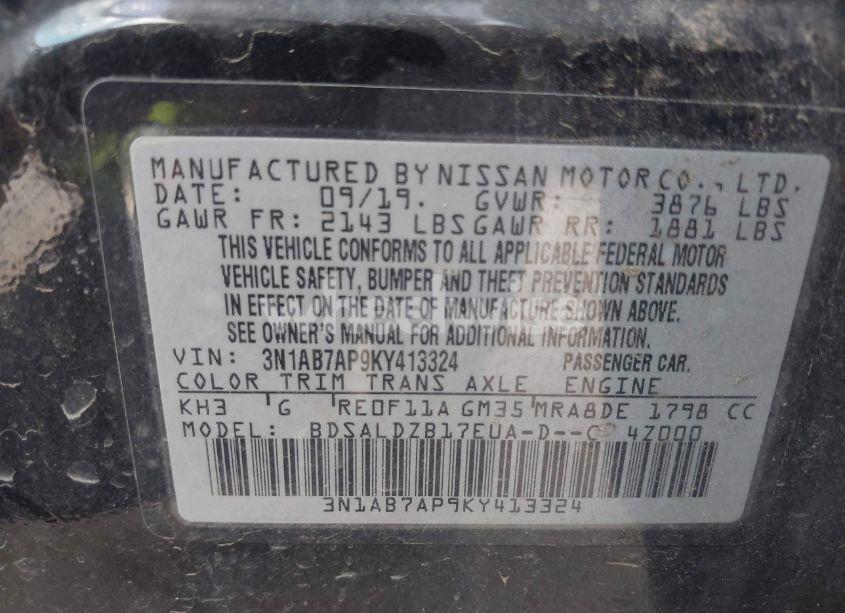 MANUFACTURED BY NISSAN MOTOR CO., LTD.
DATE: 09/19. GVWR: 3876 LBS
GAWR FR: 2143 LBS GAWR RR: 1881 LBS
THIS VEHICLE CONFORMS TO ALL APPLICABLE FEDERAL MOTOR
VEHICLE SAFETY, BUMPER AND THEFT PREVENTION STANDARDS
IN EFFECT ON THE DATE OF MANUFACTURE SHOWN ABOVE.
SEE OWNER'S MANUAL FOR ADDITIONAL INFORMATION
VIN: 3N1AB7AP9KY413324 PASSENGER CAR.
COLOR TRIM TRANS AXLE ENGINE
KH3 G RE0F11A GM35 MRA8DE 1798 CC
MODEL: BDSALDZB17EUA-D--C 4Z000
3N1AB7AP9KY413324